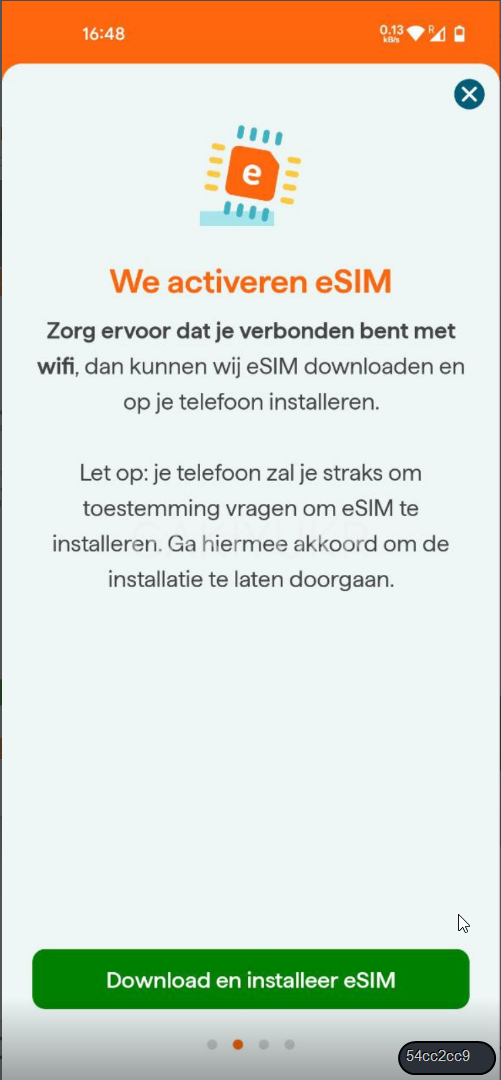 16:48
0.13
kB/s
R
e
We activeren eSIM
Zorg ervoor dat je verbonden bent met
wifi, dan kunnen wij eSIM downloaden en
op je telefoon installeren.
Let op: je telefoon zal je straks om
toestemming vragen om eSIM te
installeren. Ga hiermee akkoord om de
installatie te laten doorgaan.
Download en installeer eSIM
54cc2cc9